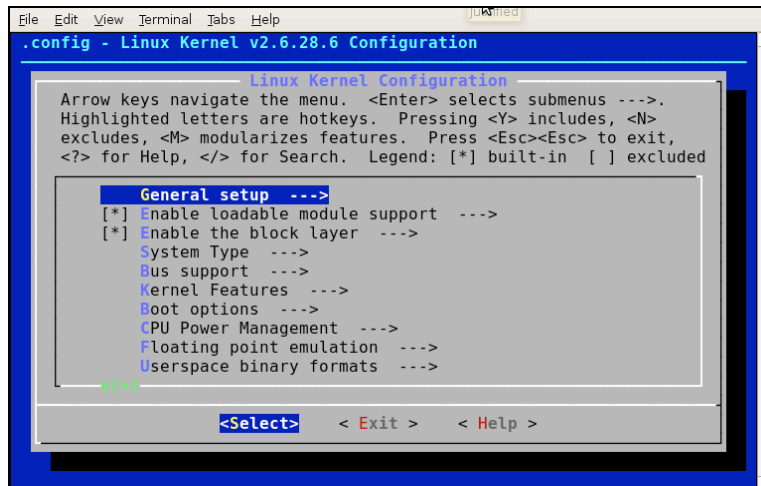 File Edit View Terminal Tabs Help
.config - Linux Kernel v2.6.28.6 Configuration
Linux Kernel Configuration
Arrow keys navigate the menu. <Enter> selects submenus --->.
Highlighted letters are hotkeys. Pressing <Y> includes, <N>
excludes, <M> modularizes features. Press <Esc><Esc> to exit,
<?> for Help, </> for Search. Legend: [*] built-in [ ] excluded
General setup --->
[*] Enable loadable module support --->
[*] Enable the block layer --->
System Type --->
Bus support --->
Kernel Features --->
Boot options --->
CPU Power Management --->
Floating point emulation --->
Userspace binary formats --->
v(+)
<Select> < Exit > < Help >